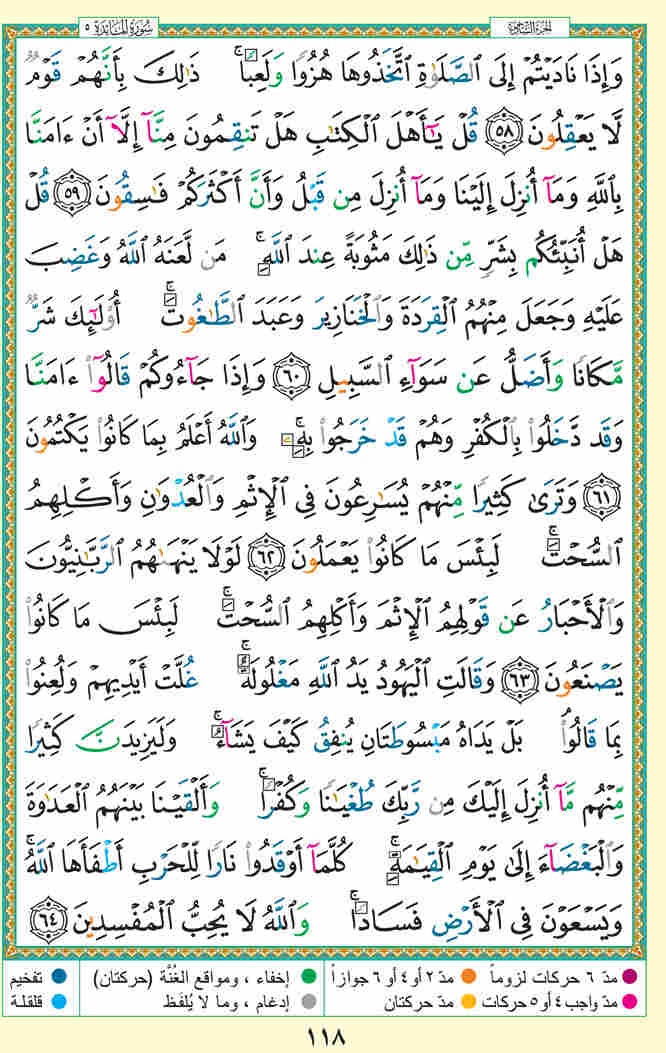 سُورَةُ المَائِدَة ٥
الجزء السادس
وَإِذَا نَادَيْتُمْ إِلَى ٱلصَّلَوٰةِ ٱتَّخَذُوهَا هُزُوًا وَلَعِبًا ۚ ذَٰلِكَ بِأَنَّهُمْ قَوْمٌ
لَّا يَعْقِلُونَ ٥٨ قُلْ يَٰٓأَهْلَ ٱلْكِتَٰبِ هَلْ تَنقِمُونَ مِنَّآ إِلَّآ أَنْ ءَامَنَّا
بِٱللَّهِ وَمَآ أُنزِلَ إِلَيْنَا وَمَآ أُنزِلَ مِن قَبْلُ وَأَنَّ أَكْثَرَكُمْ فَٰسِقُونَ ٥٩ قُلْ
هَلْ أُنَبِّئُكُم بِشَرٍّ مِّن ذَٰلِكَ مَثُوبَةً عِندَ ٱللَّهِ ۚ مَن لَّعَنَهُ ٱللَّهُ وَغَضِبَ
عَلَيْهِ وَجَعَلَ مِنْهُمُ ٱلْقِرَدَةَ وَٱلْخَنَازِيرَ وَعَبَدَ ٱلطَّٰغُوتَ ۚ أُو۟لَٰٓئِكَ شَرٌّ
مَّكَانًا وَأَضَلُّ عَن سَوَآءِ ٱلسَّبِيلِ ٦٠ وَإِذَا جَآءُوكُمْ قَالُوٓا۟ ءَامَنَّا
وَقَد دَّخَلُوا۟ بِٱلْكُفْرِ وَهُمْ قَدْ خَرَجُوا۟ بِهِۦ ۚ وَٱللَّهُ أَعْلَمُ بِمَا كَانُوا۟ يَكْتُمُونَ
٦١ وَتَرَىٰ كَثِيرًا مِّنْهُمْ يُسَٰرِعُونَ فِى ٱلْإِثْمِ وَٱلْعُدْوَٰنِ وَأَكْلِهِمُ
ٱلسُّحْتَ ۚ لَبِئْسَ مَا كَانُوا۟ يَعْمَلُونَ ٦٢ لَوْلَا يَنْهَىٰهُمُ ٱلرَّبَّٰنِيُّونَ
وَٱلْأَحْبَارُ عَن قَوْلِهِمُ ٱلْإِثْمَ وَأَكْلِهِمُ ٱلسُّحْتَ ۚ لَبِئْسَ مَا كَانُوا۟
يَصْنَعُونَ ٦٣ وَقَالَتِ ٱلْيَهُودُ يَدُ ٱللَّهِ مَغْلُولَةٌ ۚ غُلَّتْ أَيْدِيهِمْ وَلُعِنُوا۟
بِمَا قَالُوا۟ ۘ بَلْ يَدَاهُ مَبْسُوطَتَانِ يُنفِقُ كَيْفَ يَشَآءُ ۚ وَلَيَزِيدَنَّ كَثِيرًا
مِّنْهُم مَّآ أُنزِلَ إِلَيْكَ مِن رَّبِّكَ طُغْيَٰنًا وَكُفْرًا ۚ وَأَلْقَيْنَا بَيْنَهُمُ ٱلْعَدَٰوَةَ
وَٱلْبَغْضَآءَ إِلَىٰ يَوْمِ ٱلْقِيَٰمَةِ ۚ كُلَّمَآ أَوْقَدُوا۟ نَارًا لِّلْحَرْبِ أَطْفَأَهَا ٱللَّهُ ۚ
وَيَسْعَوْنَ فِى ٱلْأَرْضِ فَسَادًا ۚ وَٱللَّهُ لَا يُحِبُّ ٱلْمُفْسِدِينَ ٦٤
مدّ ٦ حركات لزوماً مدّ ٢ أو ٤ أو ٦ جوازاً إخفاء ، ومواقع الغُنَّة (حركتان) تفخيم
مدّ واجب ٤ أو ٥ حركات مدّ حركتان إدغام ، وما لا يُلفَظ قلقلة
١١٨